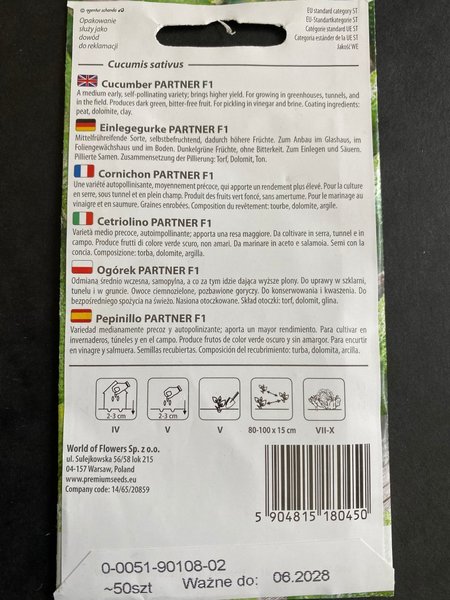 © agentur schanda
Opakowanie
służy jako
dowód
do reklamacji
EU standard category ST
EU-Standartkategorie ST
Catégorie standard UE ST
Categoría estánder de la UE ST
Jakość WE
Cucumis sativus
Cucumber PARTNER F1
A medium early, self-pollinating variety; brings higher yield. For growing in greenhouses, tunnels, and
in the field. Produces dark green, bitter-free fruit. For pickling in vinegar and brine. Coating ingredients:
peat, dolomite, clay.
Einlegegurke PARTNER F1
Mittelfrühreifende Sorte, selbstbefruchtend, dadurch höhere Früchte. Zum Anbau im Glashaus, im
Foliengewächshaus und im Boden. Dunkelgrüne Früchte, ohne Bitterkeit. Zum Einlegen und Säuern.
Pillierte Samen. Zusammensetzung der Pillierung: Torf, Dolomit, Ton.
Cornichon PARTNER F1
Une variété autopollinisante, moyennement précoce, qui apporte un rendement plus élevé. Pour la culture
en serre, sous tunnel et en plein champ. Produit des fruits vert foncé, sans amertume. Pour le marinage au
vinaigre et en saumure. Graines enrobées. Composition du revêtement: tourbe, dolomite, argile.
Cetriolino PARTNER F1
Varietà medio precoce, autoimpollinante; apporta una resa maggiore. Da coltivare in serra, tunnel e in
campo. Produce frutti di colore verde scuro, non amari. Da marinare in aceto e salamoia. Semi con la
concia. Composizione: torba, dolomite, argilla.
Ogórek PARTNER F1
Odmiana średnio wczesna, samopylna, a co za tym idzie dająca wyższe plony. Do uprawy w szklarni,
tunelu i w gruncie. Owoce ciemnozielone, pozbawione goryczy. Do konserwowania i kwaszenia. Do
bezpośredniego spożycia na świeżo. Nasiona otoczkowane. Skład otoczki: torf, dolomit, glina.
Pepinillo PARTNER F1
Variedad medianamente precoz y autopolinizante; aporta un mayor rendimiento. Para cultivar en
invernaderos, túneles y en el campo. Produce frutos de color verde oscuro y sin amargor. Para encurtir
en vinagre y salmuera. Semillas recubiertas. Composición del recubrimiento: turba, dolomita, arcilla.
2-3 cm
2-3 cm
IV
V
V
80-100 x 15 cm
VII-X
World of Flowers Sp. z o.o.
ul. Sulejkowska 56/58 lok 215
04-157 Warsaw, Poland
www.premiumseeds.eu
Company code: 14/65/20859
5 904815 180450
0-0051-90108-02
~50szt
Ważne do: 06.2028